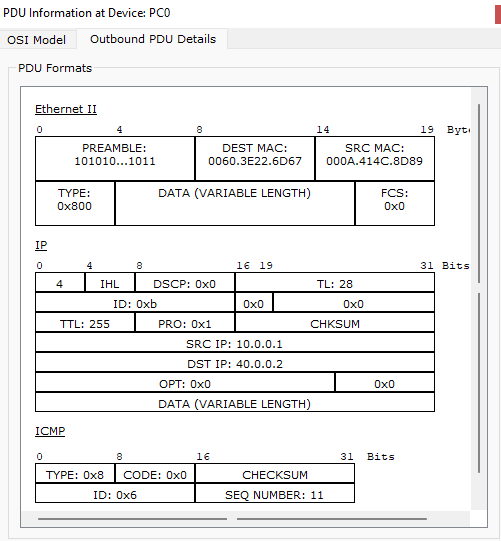 PDU Information at Device: PC0
OSI Model Outbound PDU Details
PDU Formats
Ethernet II
0 4 8 14 19 Byte
PREAMBLE: DEST MAC: SRC MAC:
101010...1011 0060.3E22.6D67 000A.414C.8D89
TYPE: DATA (VARIABLE LENGTH) FCS:
0x800 0x0
IP
0 4 8 16 19 31 Bits
4 IHL DSCP: 0x0 TL: 28
ID: 0xb 0x0 0x0
TTL: 255 PRO: 0x1 CHKSUM
SRC IP: 10.0.0.1
DST IP: 40.0.0.2
OPT: 0x0 0x0
DATA (VARIABLE LENGTH)
ICMP
0 8 16 31 Bits
TYPE: 0x8 CODE: 0x0 CHECKSUM
ID: 0x6 SEQ NUMBER: 11